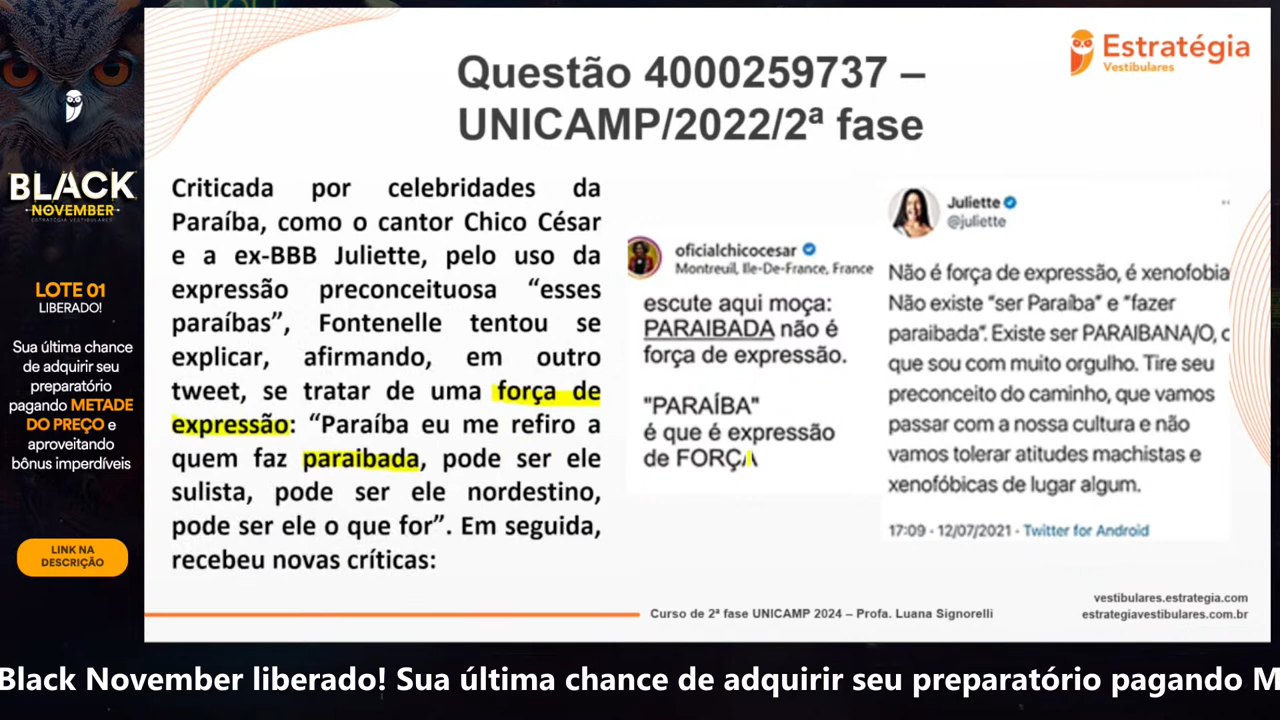 Questão 4000259737 –
UNICAMP/2022/2ª fase
Estratégia
Vestibulares
Criticada por celebridades da
Paraíba, como o cantor Chico César
e a ex-BBB Juliette, pelo uso da
expressão preconceituosa “esses
paraíbas”, Fontenelle tentou se
explicar, afirmando, em outro
tweet, se tratar de uma força de
expressão: “Paraíba eu me refiro a
quem faz paraibada, pode ser ele
sulista, pode ser ele nordestino,
pode ser ele o que for”. Em seguida,
recebeu novas críticas:
oficialchicocesar
Montreuil, Ile-De-France, France
escute aqui moça:
PARAIBADA não é
força de expressão.
"PARAÍBA"
é que é expressão
de FORÇA
Juliette
@juliette
Não é força de expressão, é xenofobia
Não existe "ser Paraíba" e "fazer
paraibada". Existe ser PARAIBANA/O, c
que sou com muito orgulho. Tire seu
preconceito do caminho, que vamos
passar com a nossa cultura e não
vamos tolerar atitudes machistas e
xenofóbicas de lugar algum.
17:09 · 12/07/2021 · Twitter for Android
Curso de 2ª fase UNICAMP 2024 – Profa. Luana Signorelli
vestibulares.estrategia.com
estrategiavestibulares.com.br
BLACK
NOVEMBER
ESTRATÉGIA VESTIBULARES
LOTE 01
LIBERADO!
Sua última chance
de adquirir seu
preparatório
pagando METADE
DO PREÇO e
aproveitando
bônus imperdíveis
LINK NA
DESCRIÇÃO
Black November liberado! Sua última chance de adquirir seu preparatório pagando M